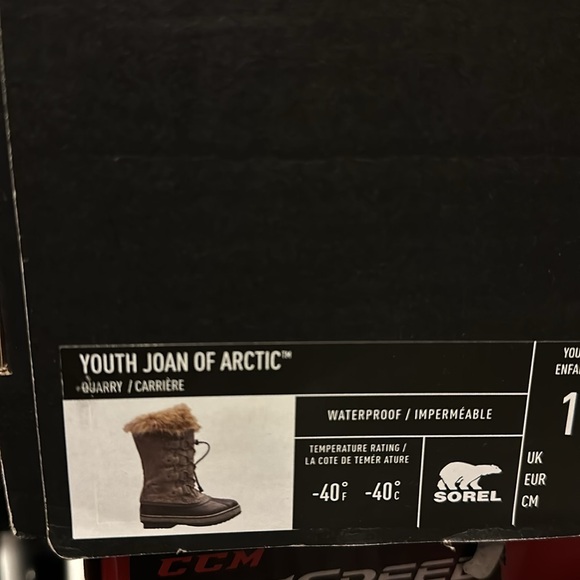 YOUTH JOAN OF ARCTIC™
QUARRY / CARRIÈRE
WATERPROOF / IMPERMÉABLE
TEMPERATURE RATING /
LA COTE DE TEMÉR ATURE
-40°F -40°C
SOREL
YOU
ENFA
1
UK
EUR
CM
CCM